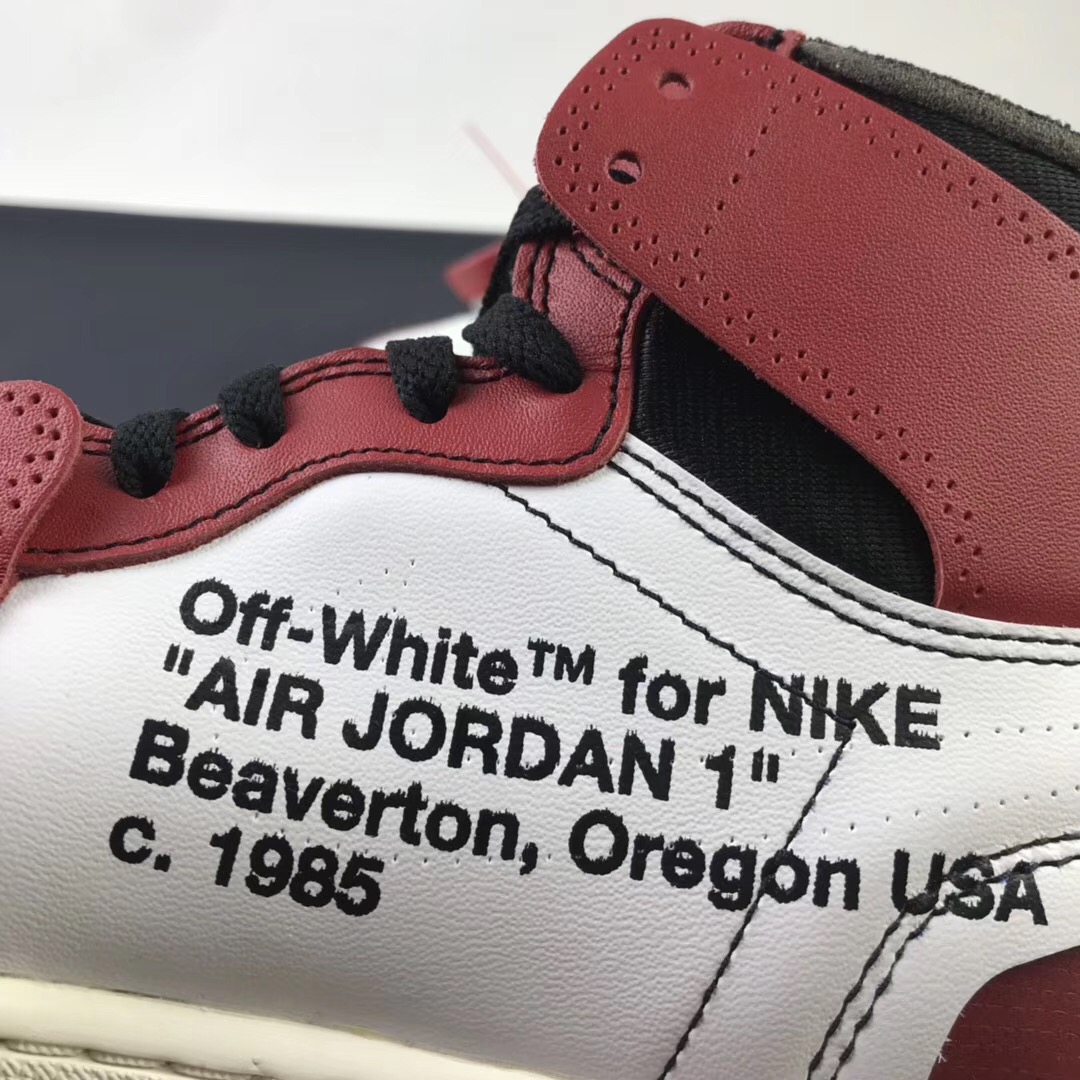 Off-White™ for NIKE
"AIR JORDAN 1"
Beaverton, Oregon USA
c. 1985